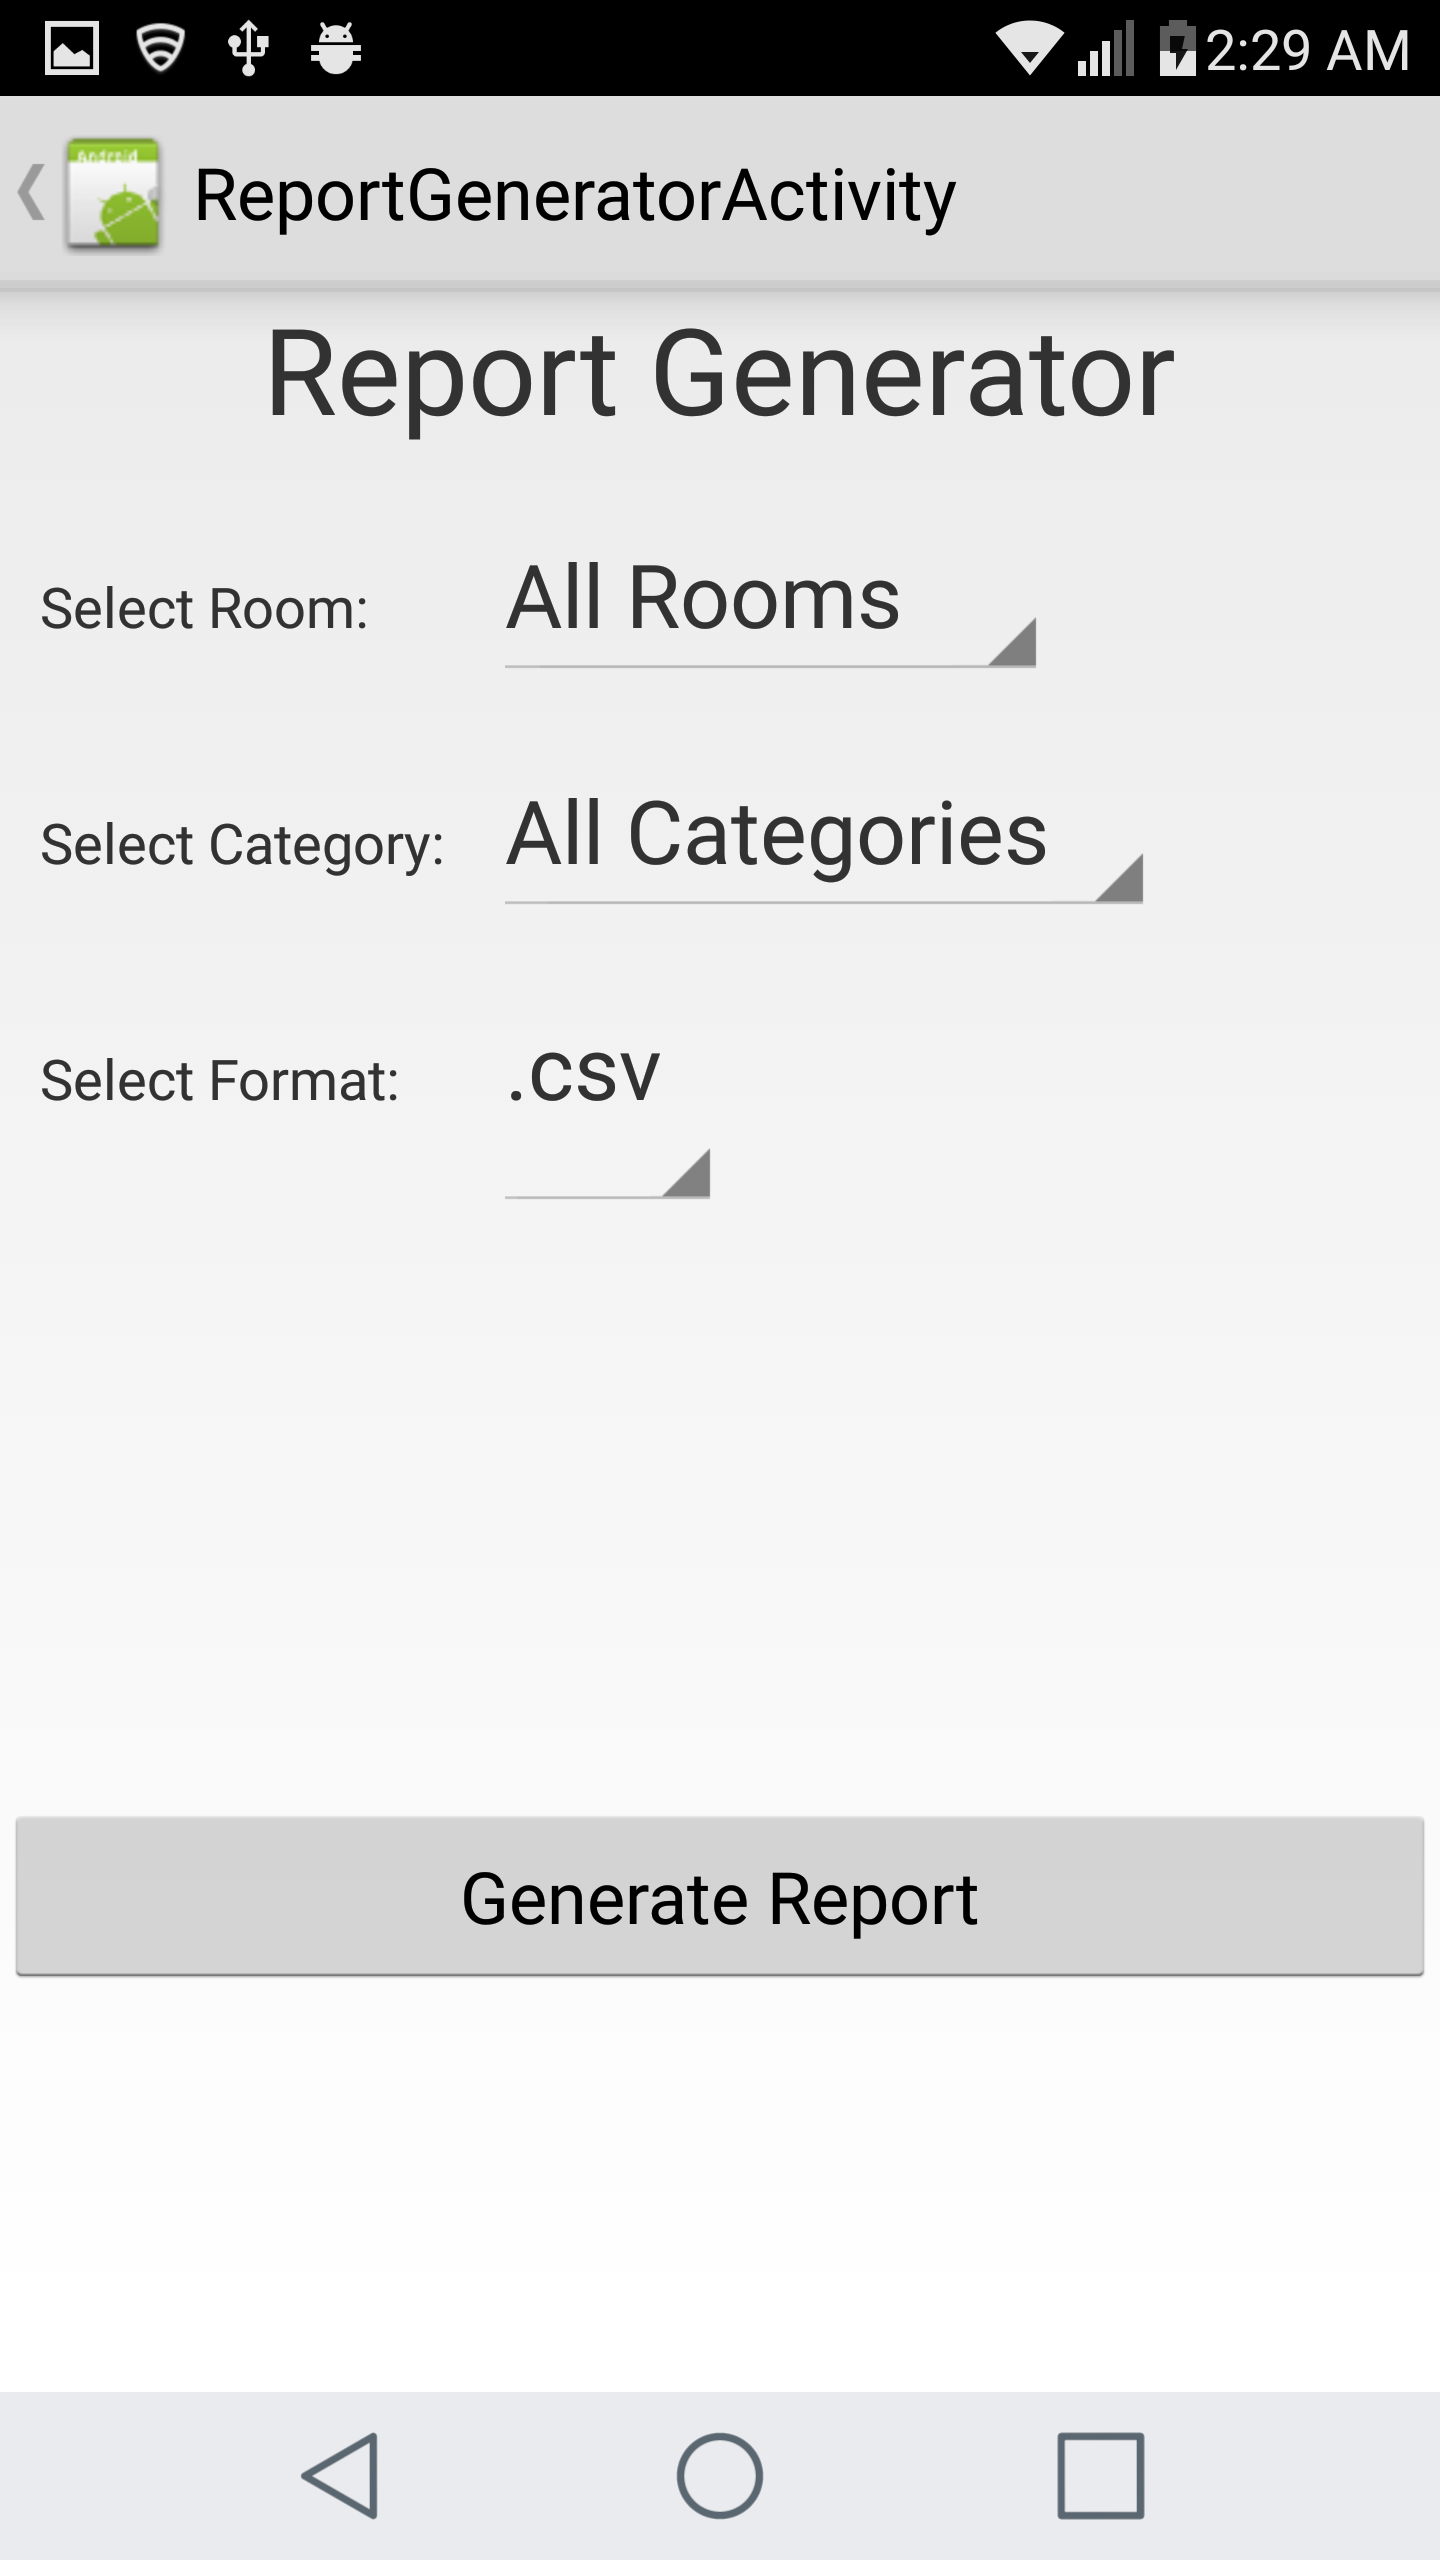 2:29 AM
Android
ReportGeneratorActivity
Report Generator
Select Room: All Rooms
Select Category: All Categories
Select Format: .csv
Generate Report